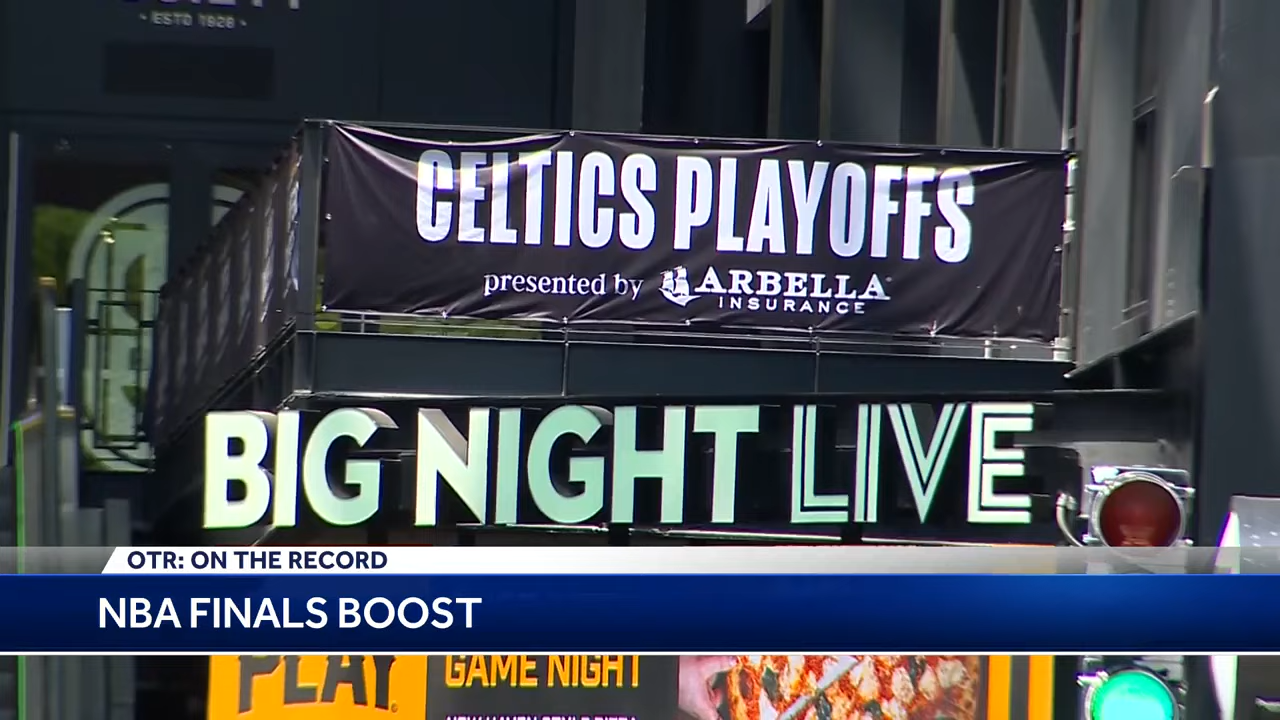 - ESTD 1928 -
CELTICS PLAYOFFS
presented by ARBELLA
INSURANCE
BIG NIGHT LIVE
OTR: ON THE RECORD
NBA FINALS BOOST
PLAY
GAME NIGHT